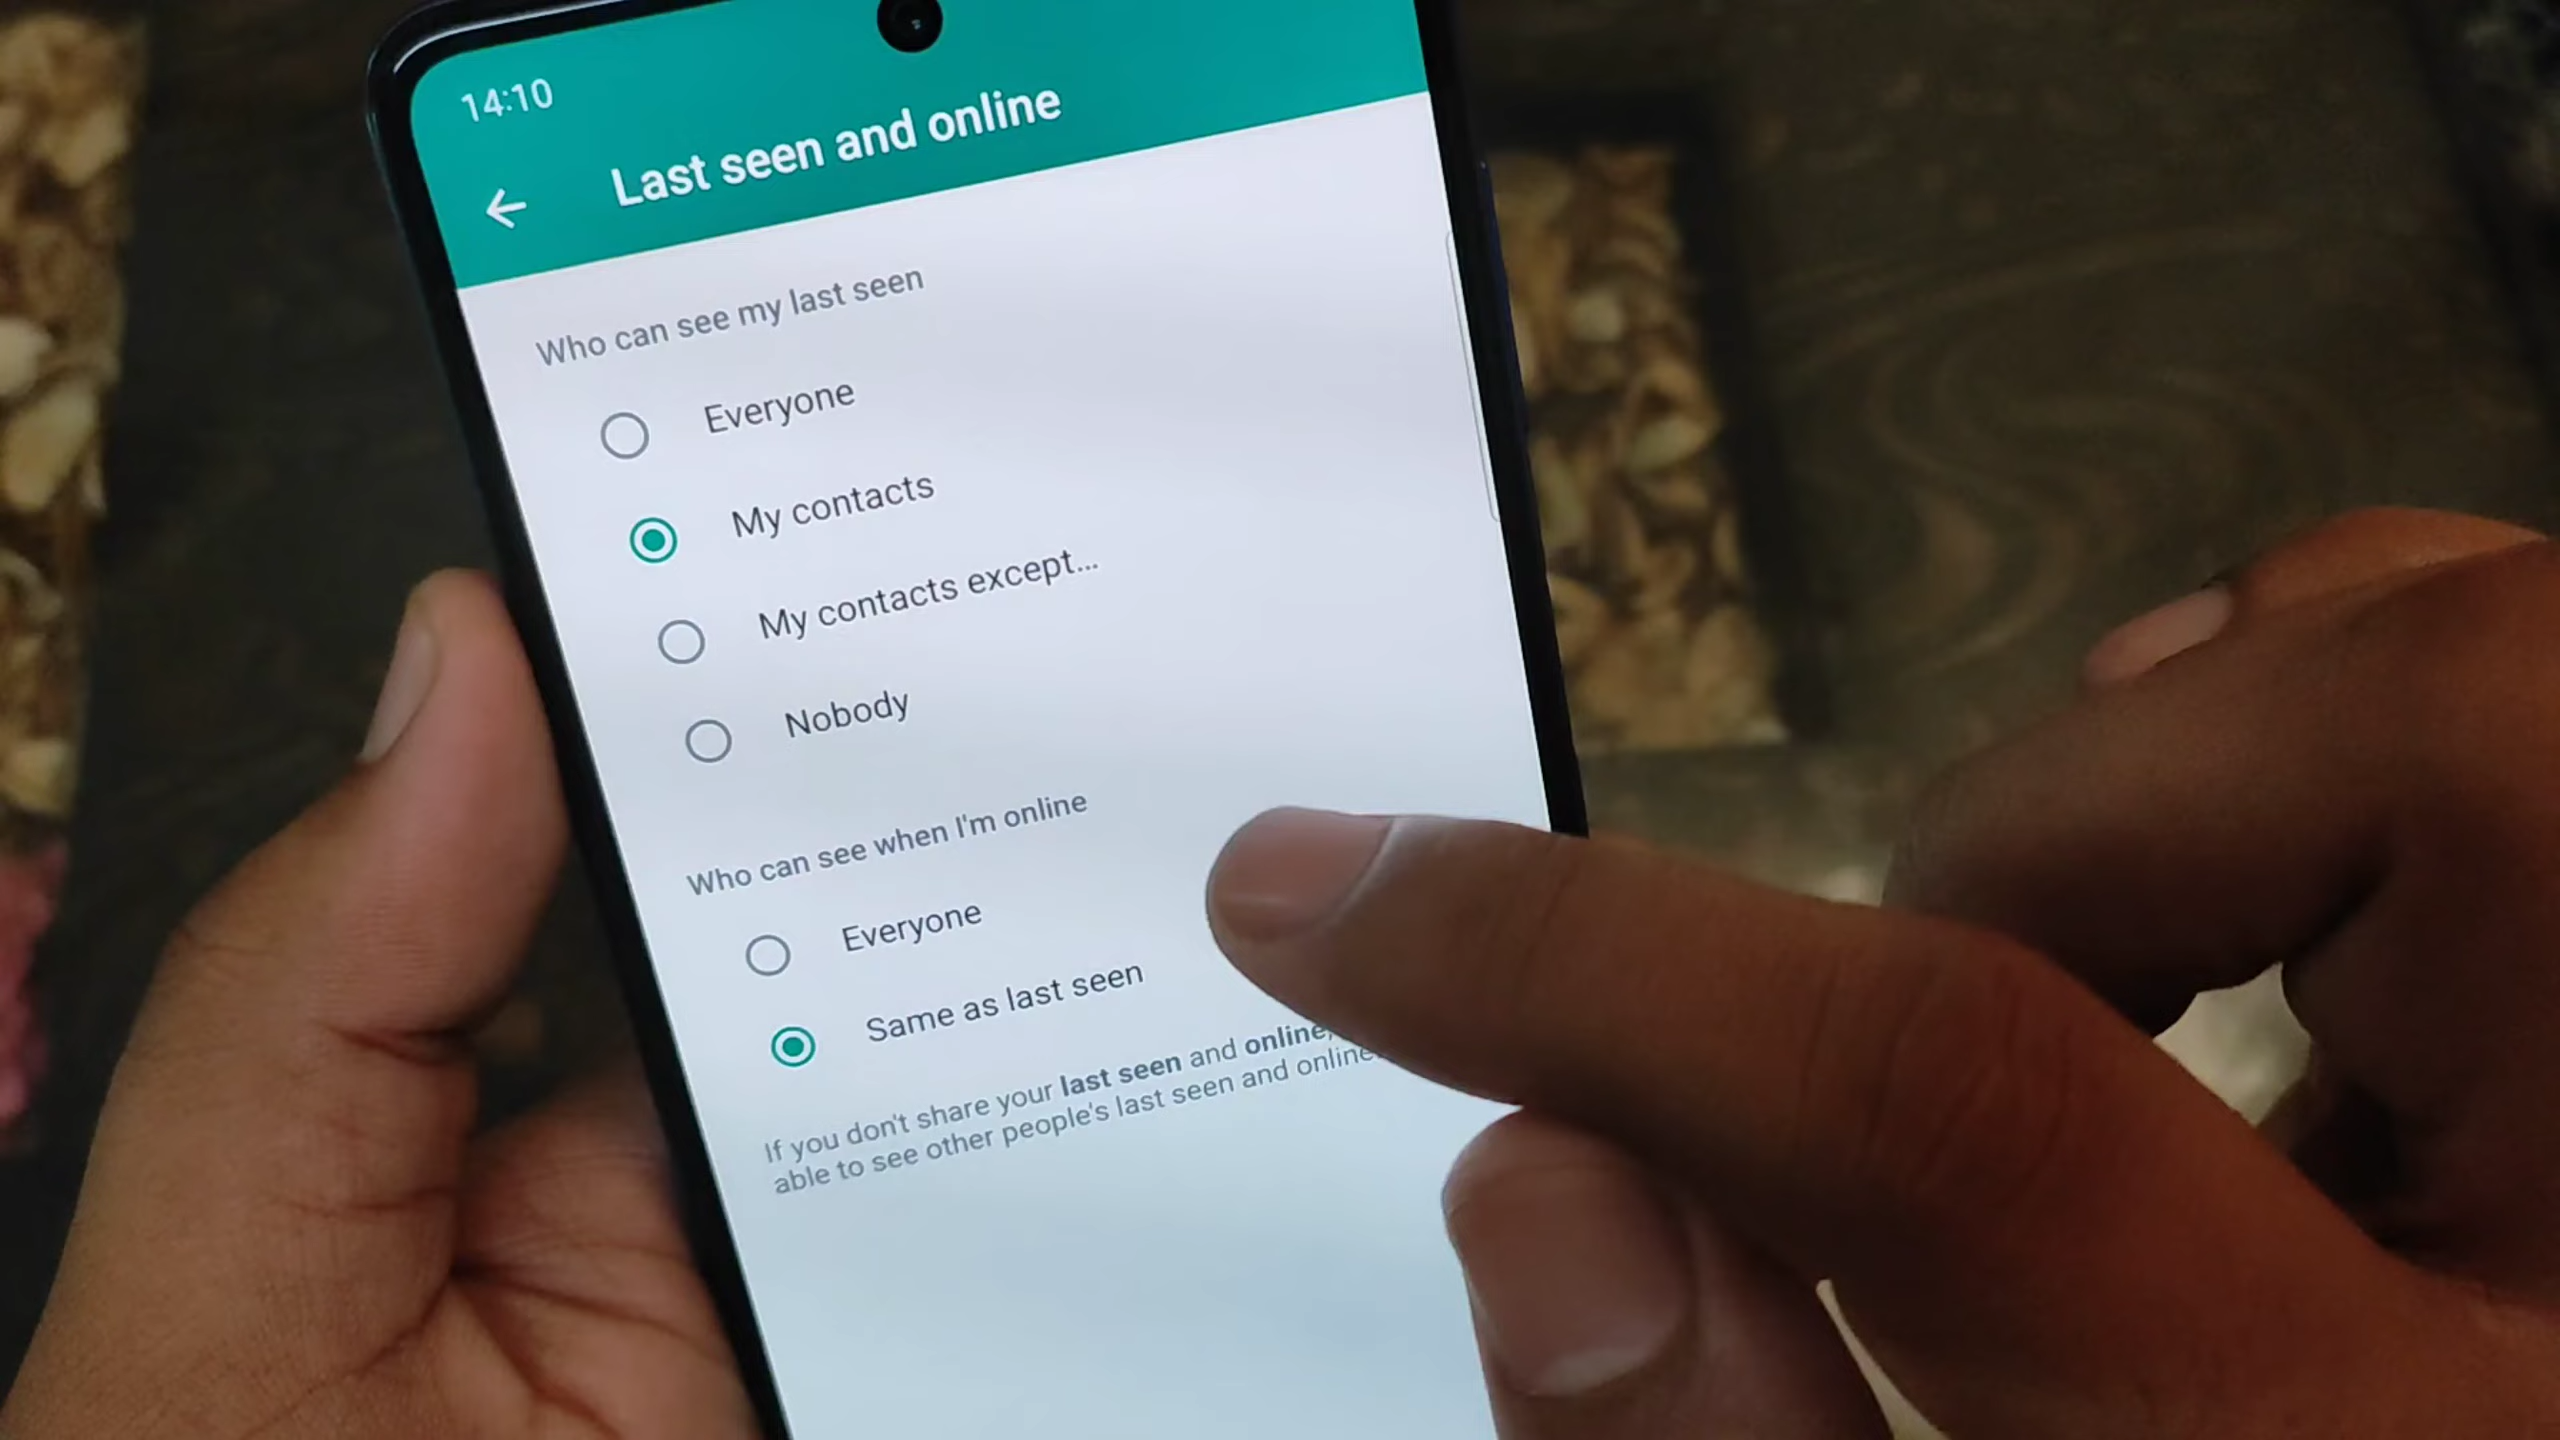 14:10
Last seen and online
Who can see my last seen
Everyone
My contacts
My contacts except...
Nobody
Who can see when I'm online
Everyone
Same as last seen
If you don't share your last seen and online,
able to see other people's last seen and online.